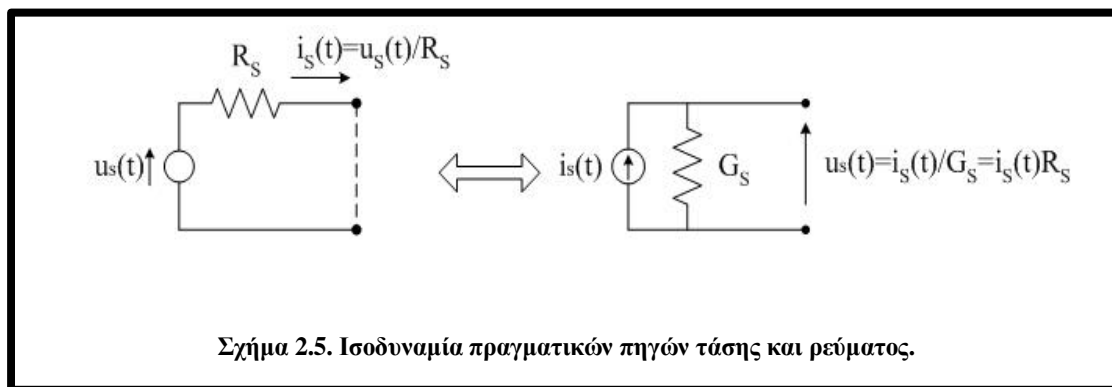 R_S
i_S(t)=u_S(t)/R_S
u_s(t)
i_s(t)
G_S
u_s(t)=i_S(t)/G_S=i_S(t)R_S
Σχήμα 2.5. Ισοδυναμία πραγματικών πηγών τάσης και ρεύματος.